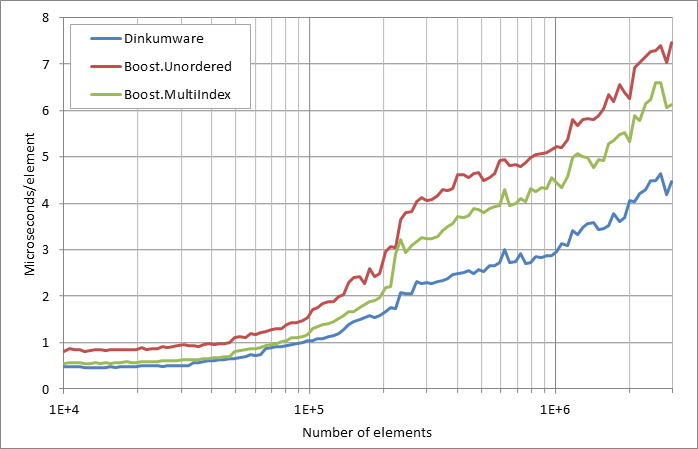 8
7
6
5
4
3
2
1
0
Microseconds/element
Dinkumware
Boost.Unordered
Boost.MultiIndex
1E+4
1E+5
1E+6
Number of elements